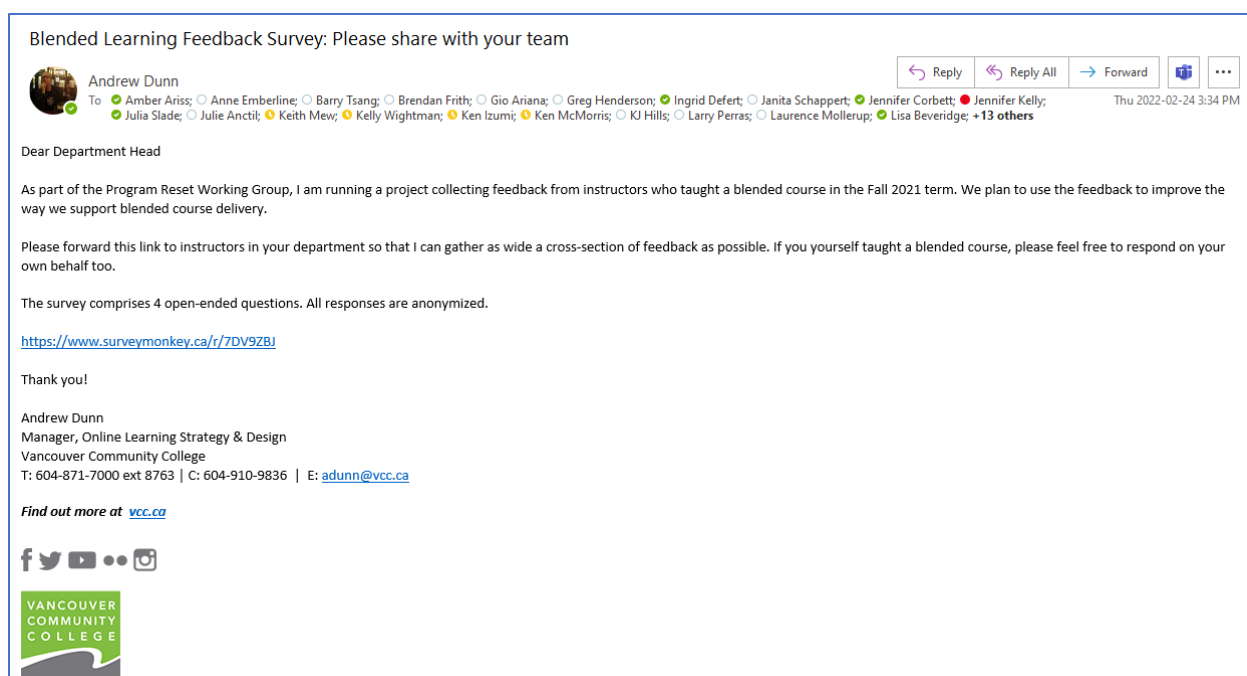 Blended Learning Feedback Survey: Please share with your team
Andrew Dunn
Reply
Reply All
Forward
To Amber Ariss; Anne Emberline; Barry Tsang; Brendan Frith; Gio Ariana; Greg Henderson; Ingrid Defert; Janita Schappert; Jennifer Corbett; Jennifer Kelly;
Julia Slade; Julie Anctil; Keith Mew; Kelly Wightman; Ken Izumi; Ken McMorris; KJ Hills; Larry Perras; Laurence Mollerup; Lisa Beveridge; +13 others
Thu 2022-02-24 3:34 PM
Dear Department Head
As part of the Program Reset Working Group, I am running a project collecting feedback from instructors who taught a blended course in the Fall 2021 term. We plan to use the feedback to improve the
way we support blended course delivery.
Please forward this link to instructors in your department so that I can gather as wide a cross-section of feedback as possible. If you yourself taught a blended course, please feel free to respond on your
own behalf too.
The survey comprises 4 open-ended questions. All responses are anonymized.
https://www.surveymonkey.ca/r/7DV9ZBJ
Thank you!
Andrew Dunn
Manager, Online Learning Strategy & Design
Vancouver Community College
T: 604-871-7000 ext 8763 | C: 604-910-9836 | E: adunn@vcc.ca
Find out more at vcc.ca
VANCOUVER
COMMUNITY
COLLEGE